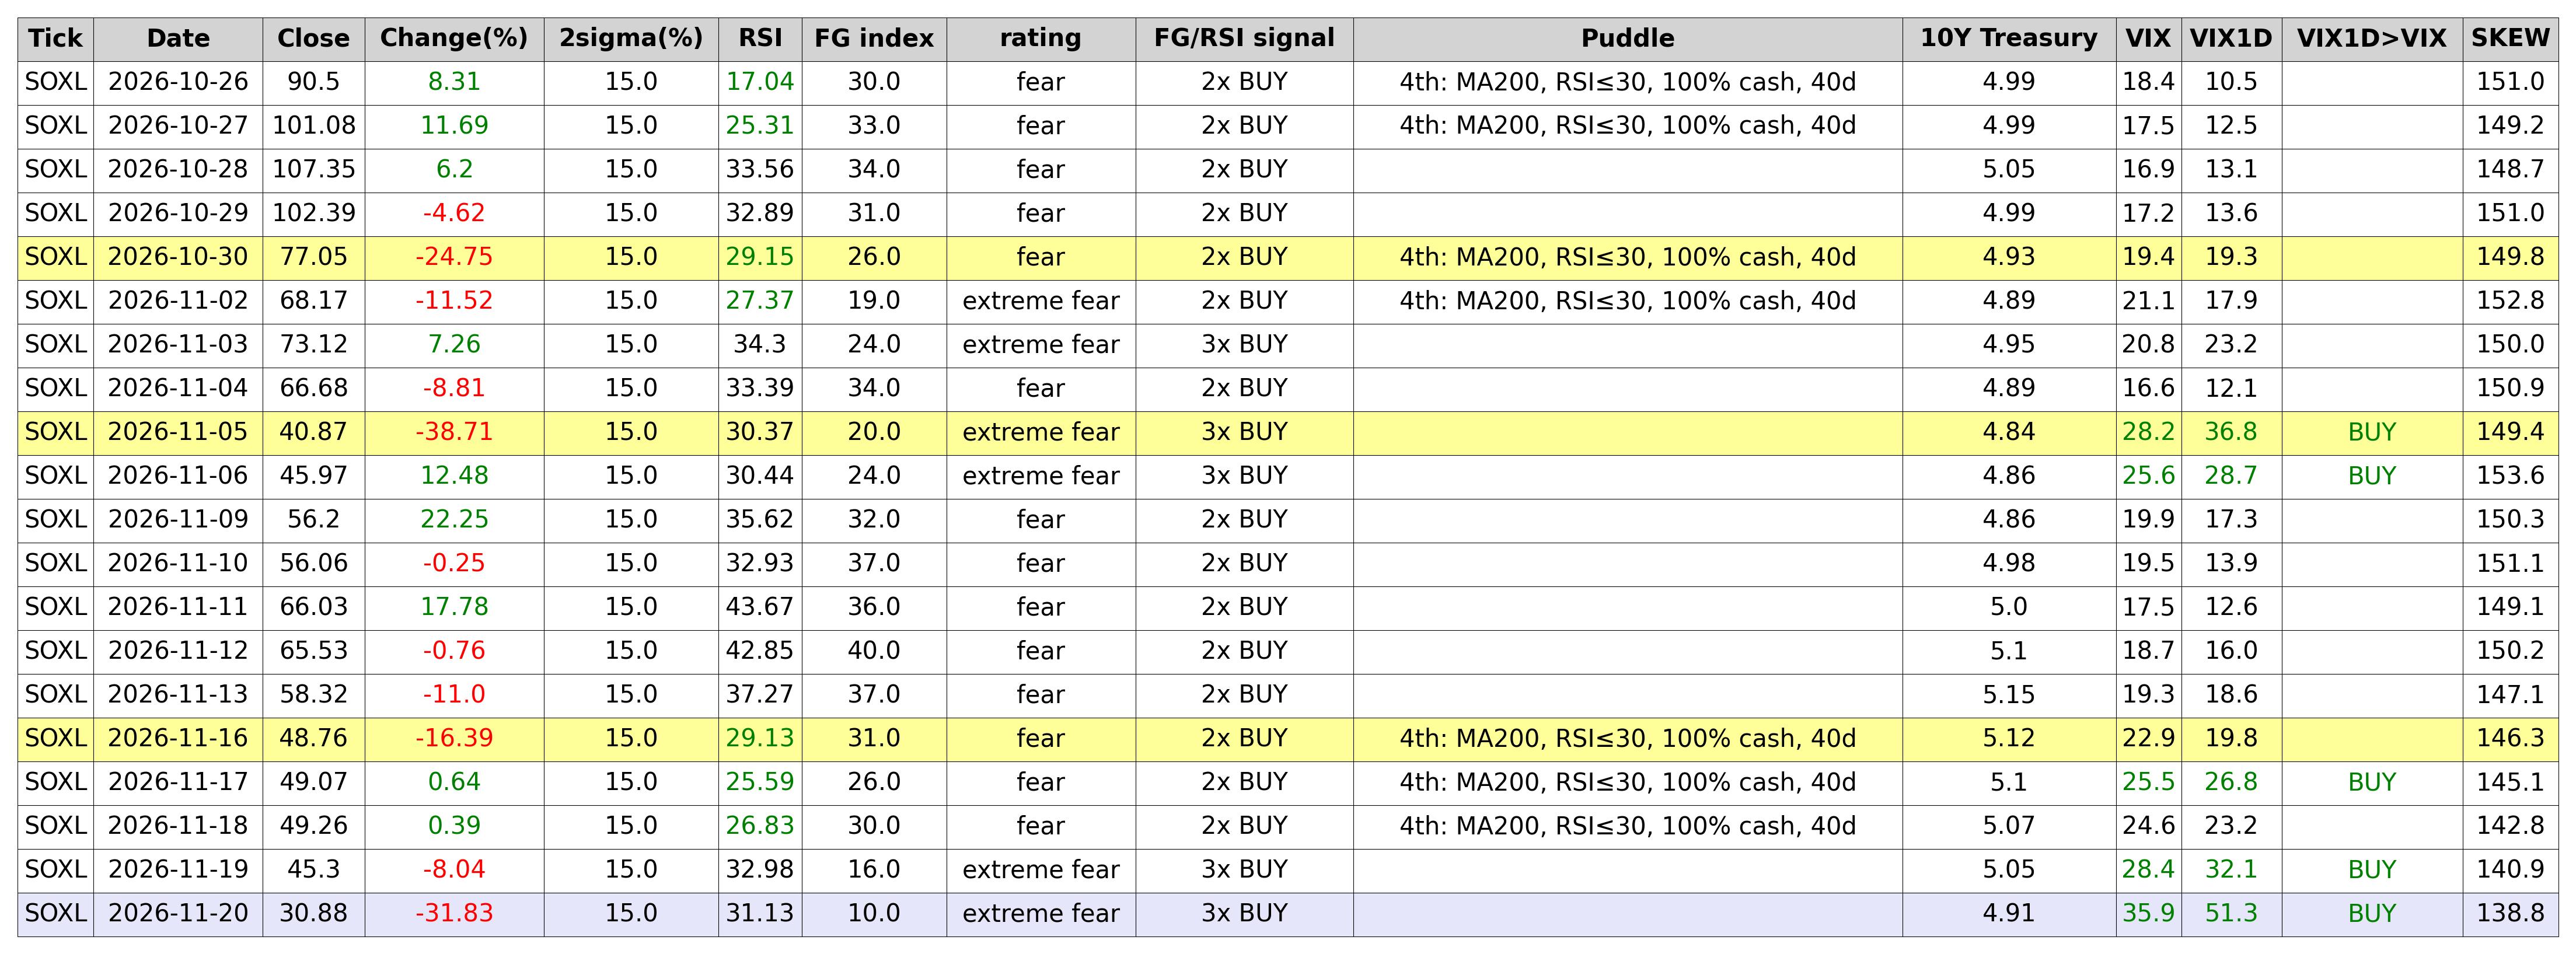 Tick Date Close Change(%) 2sigma(%) RSI FG index rating FG/RSI signal Puddle 10Y Treasury VIX VIX1D VIX1D>VIX SKEW
SOXL 2026-10-26 90.5 8.31 15.0 17.04 30.0 fear 2x BUY 4th: MA200, RSI≤30, 100% cash, 40d 4.99 18.4 10.5 151.0
SOXL 2026-10-27 101.08 11.69 15.0 25.31 33.0 fear 2x BUY 4th: MA200, RSI≤30, 100% cash, 40d 4.99 17.5 12.5 149.2
SOXL 2026-10-28 107.35 6.2 15.0 33.56 34.0 fear 2x BUY 5.05 16.9 13.1 148.7
SOXL 2026-10-29 102.39 -4.62 15.0 32.89 31.0 fear 2x BUY 4.99 17.2 13.6 151.0
SOXL 2026-10-30 77.05 -24.75 15.0 29.15 26.0 fear 2x BUY 4th: MA200, RSI≤30, 100% cash, 40d 4.93 19.4 19.3 149.8
SOXL 2026-11-02 68.17 -11.52 15.0 27.37 19.0 extreme fear 2x BUY 4th: MA200, RSI≤30, 100% cash, 40d 4.89 21.1 17.9 152.8
SOXL 2026-11-03 73.12 7.26 15.0 34.3 24.0 extreme fear 3x BUY 4.95 20.8 23.2 150.0
SOXL 2026-11-04 66.68 -8.81 15.0 33.39 34.0 fear 2x BUY 4.89 16.6 12.1 150.9
SOXL 2026-11-05 40.87 -38.71 15.0 30.37 20.0 extreme fear 3x BUY 4.84 28.2 36.8 BUY 149.4
SOXL 2026-11-06 45.97 12.48 15.0 30.44 24.0 extreme fear 3x BUY 4.86 25.6 28.7 BUY 153.6
SOXL 2026-11-09 56.2 22.25 15.0 35.62 32.0 fear 2x BUY 4.86 19.9 17.3 150.3
SOXL 2026-11-10 56.06 -0.25 15.0 32.93 37.0 fear 2x BUY 4.98 19.5 13.9 151.1
SOXL 2026-11-11 66.03 17.78 15.0 43.67 36.0 fear 2x BUY 5.0 17.5 12.6 149.1
SOXL 2026-11-12 65.53 -0.76 15.0 42.85 40.0 fear 2x BUY 5.1 18.7 16.0 150.2
SOXL 2026-11-13 58.32 -11.0 15.0 37.27 37.0 fear 2x BUY 5.15 19.3 18.6 147.1
SOXL 2026-11-16 48.76 -16.39 15.0 29.13 31.0 fear 2x BUY 4th: MA200, RSI≤30, 100% cash, 40d 5.12 22.9 19.8 146.3
SOXL 2026-11-17 49.07 0.64 15.0 25.59 26.0 fear 2x BUY 4th: MA200, RSI≤30, 100% cash, 40d 5.1 25.5 26.8 BUY 145.1
SOXL 2026-11-18 49.26 0.39 15.0 26.83 30.0 fear 2x BUY 4th: MA200, RSI≤30, 100% cash, 40d 5.07 24.6 23.2 142.8
SOXL 2026-11-19 45.3 -8.04 15.0 32.98 16.0 extreme fear 3x BUY 5.05 28.4 32.1 BUY 140.9
SOXL 2026-11-20 30.88 -31.83 15.0 31.13 10.0 extreme fear 3x BUY 4.91 35.9 51.3 BUY 138.8